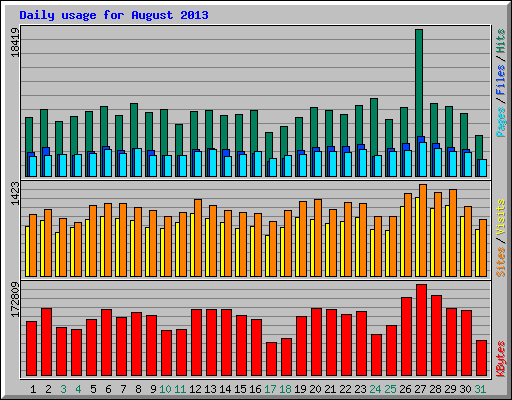 Daily usage for August 2013
18419
Pages / Files / Hits
1423
Sites / Visits
172809
KBytes
1 2 3 4 5 6 7 8 9 10 11 12 13 14 15 16 17 18 19 20 21 22 23 24 25 26 27 28 29 30 31